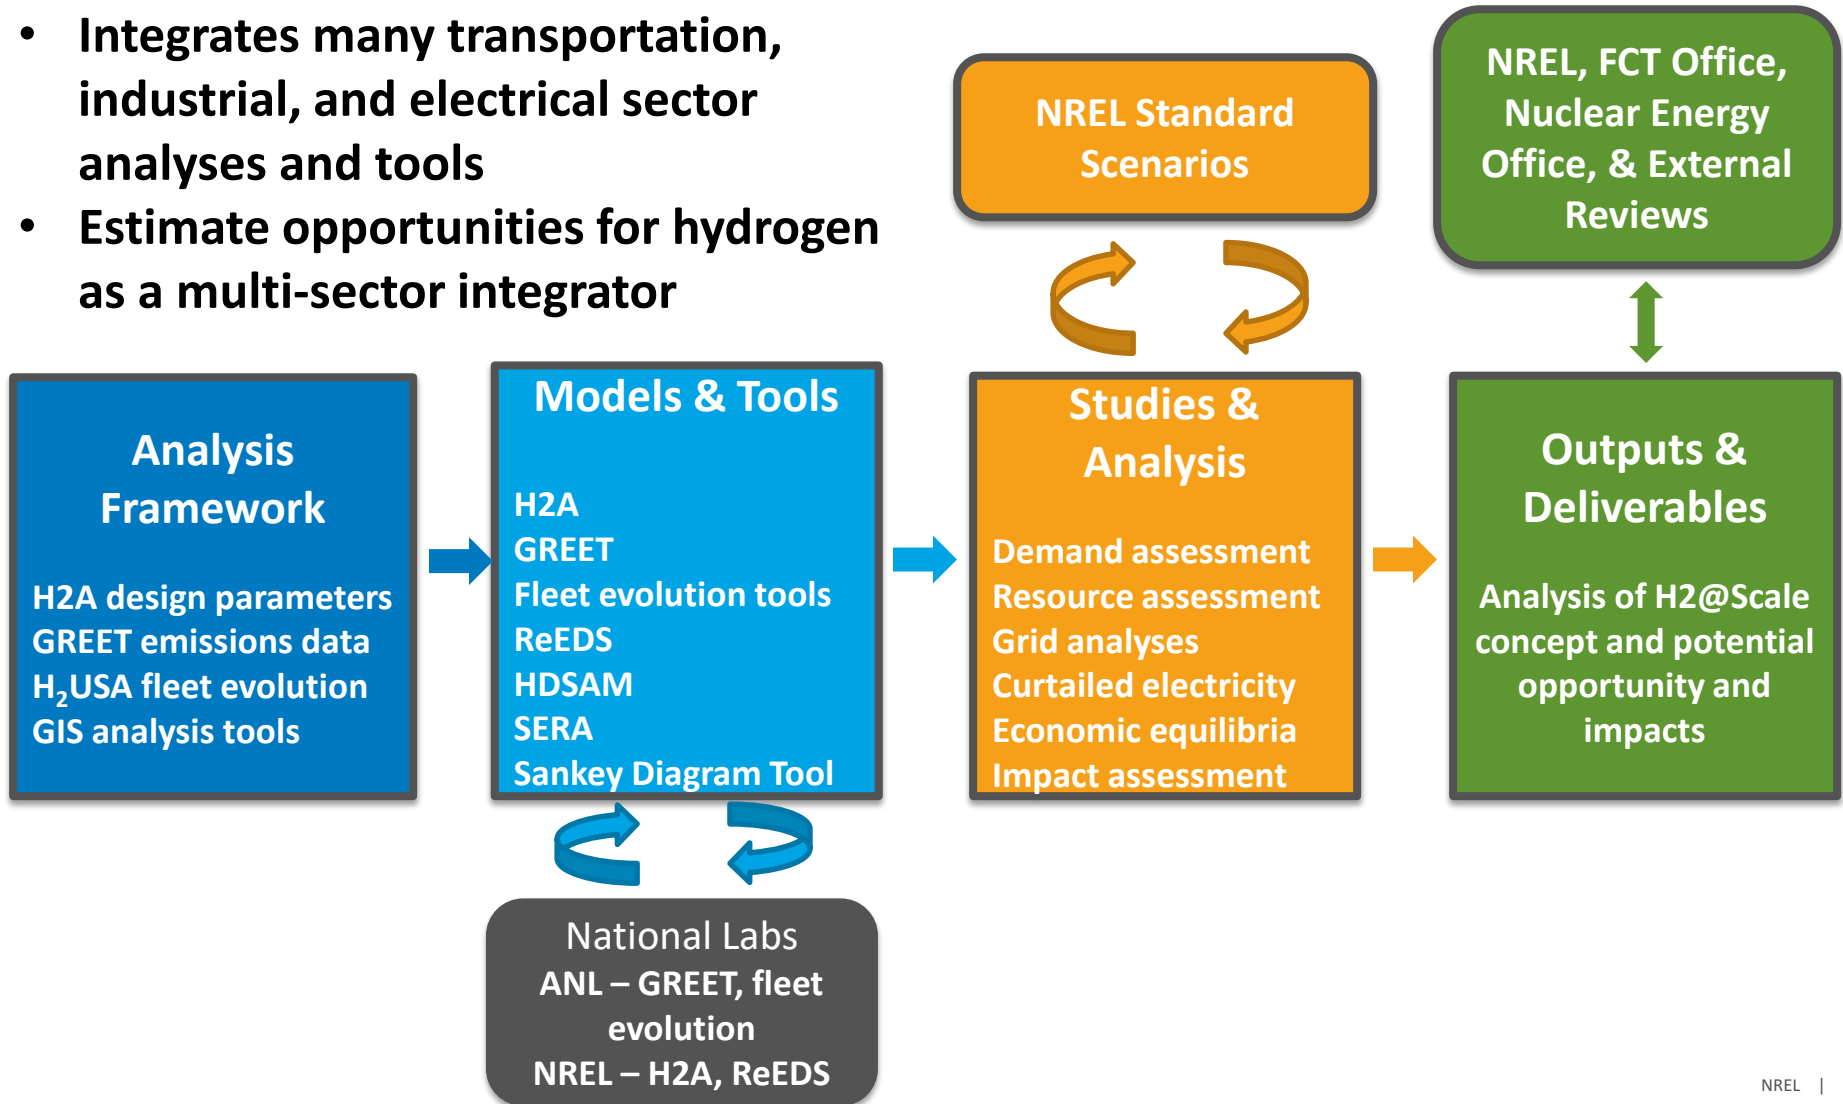 • Integrates many transportation,
industrial, and electrical sector
analyses and tools
• Estimate opportunities for hydrogen
as a multi-sector integrator
NREL Standard
Scenarios
NREL, FCT Office,
Nuclear Energy
Office, & External
Reviews
Analysis
Framework
H2A design parameters
GREET emissions data
H₂USA fleet evolution
GIS analysis tools
Models & Tools
H2A
GREET
Fleet evolution tools
ReEDS
HDSAM
SERA
Sankey Diagram Tool
Studies &
Analysis
Demand assessment
Resource assessment
Grid analyses
Curtailed electricity
Economic equilibria
Impact assessment
Outputs &
Deliverables
Analysis of H2@Scale
concept and potential
opportunity and
impacts
National Labs
ANL – GREET, fleet
evolution
NREL – H2A, ReEDS
NREL |